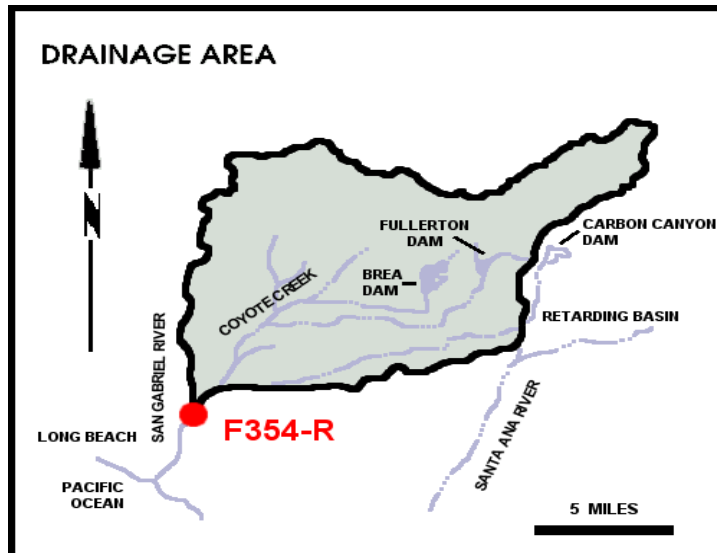 DRAINAGE AREA
N
FULLERTON
DAM
CARBON CANYON
DAM
BREA
DAM
COYOTE CREEK
RETARDING BASIN
SAN GABRIEL RIVER
F354-R
SANTA ANA RIVER
LONG BEACH
PACIFIC
OCEAN
5 MILES